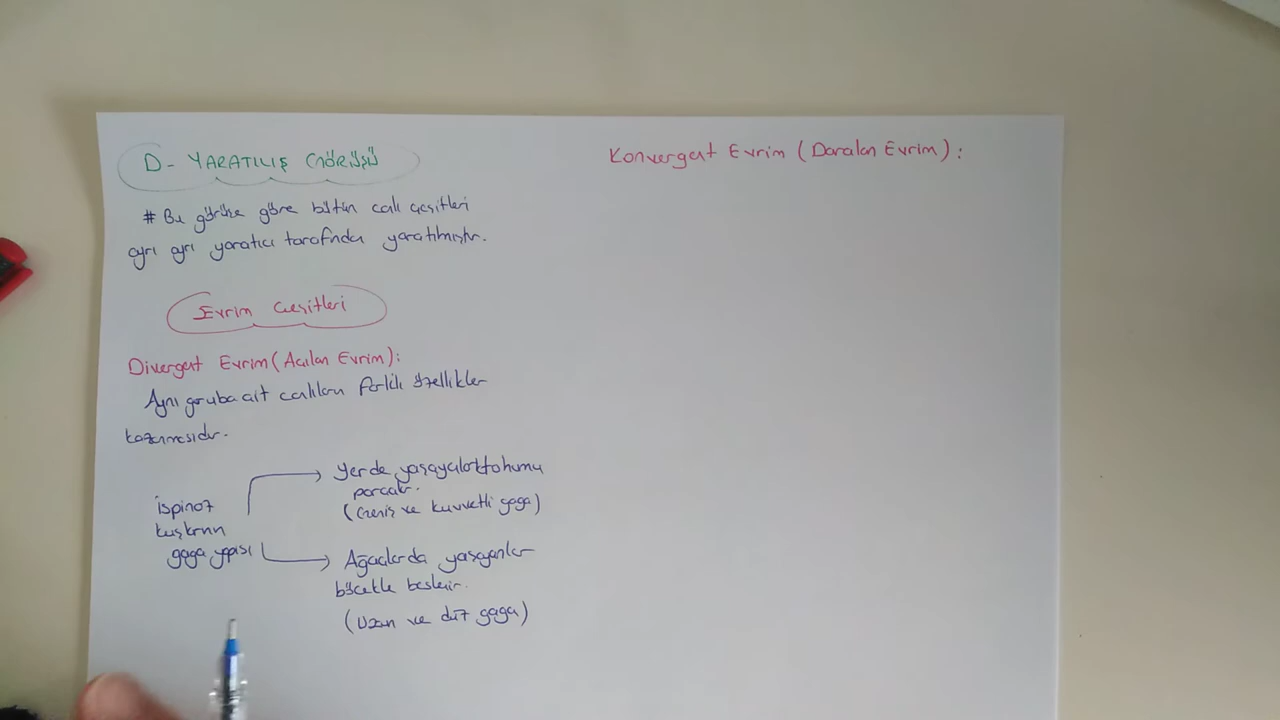 D- YARATILIŞ GÖRÜŞÜ
# Bu görüşe göre bütün canlı çeşitleri
ayrı ayrı yaratıcı tarafından yaratılmıştır.
Evrim Çeşitleri
Divergent Evrim (Açılan Evrim):
Aynı gruba ait canlıların farklı özellikler
kazanmasıdır.
İspinoz
kuşlarının
gaga yapısı
Yerde yaşayanlar tohumu
parçalar.
(Geniş ve kuvvetli gaga)
Ağaçlarda yaşayanlar
böcekle beslenir.
(Uzun ve düz gaga)
Konvergent Evrim (Daralan Evrim):